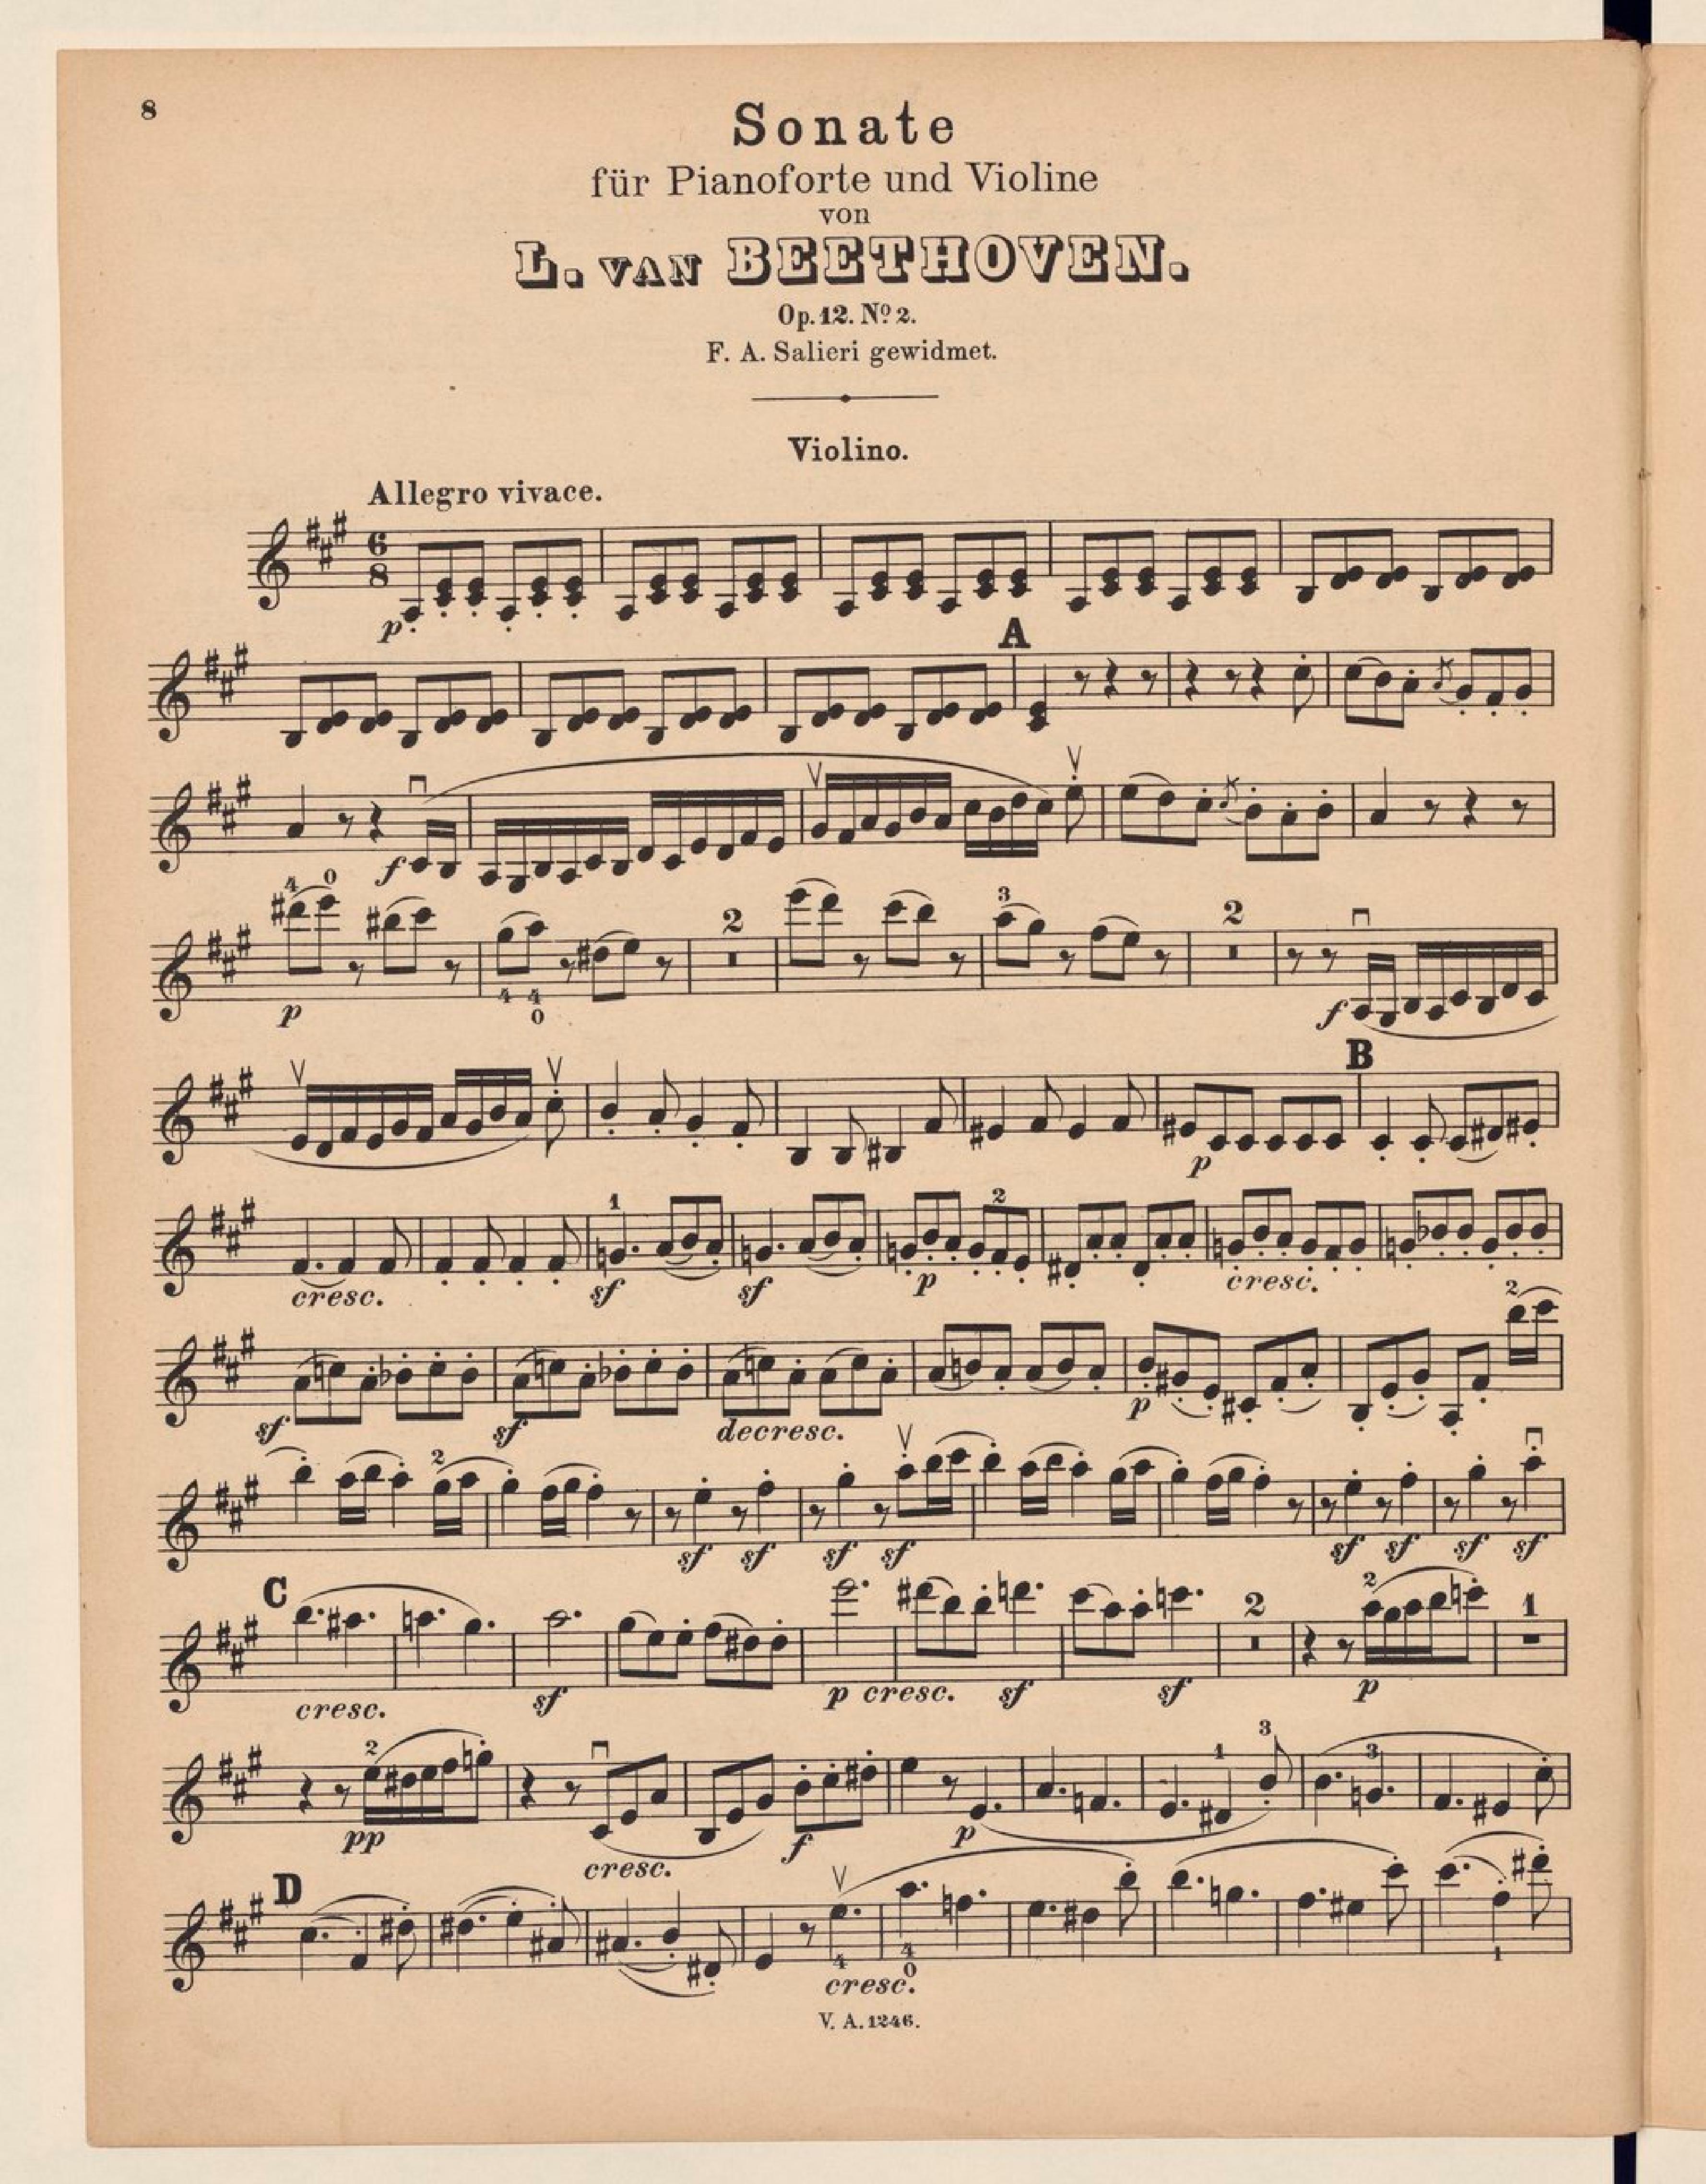 8
Sonate
für Pianoforte und Violine
von
L. VAN BEETHOVEN.
Op. 12. Nº 2.
F. A. Salieri gewidmet.
Violino.
Allegro vivace.
6
8
p
A
f
4 0
3
2 2
4 4
0
p f
B
p
1 2
cresc. sf sf p cresc.
2
sf sf decresc. p
2
sf sf sf sf sf sf sf sf
C 2 2 1
cresc. sf p cresc. sf sf p
2 1 3 3
pp cresc. f p
D
4 4 1
0
cresc.
V. A. 1246.